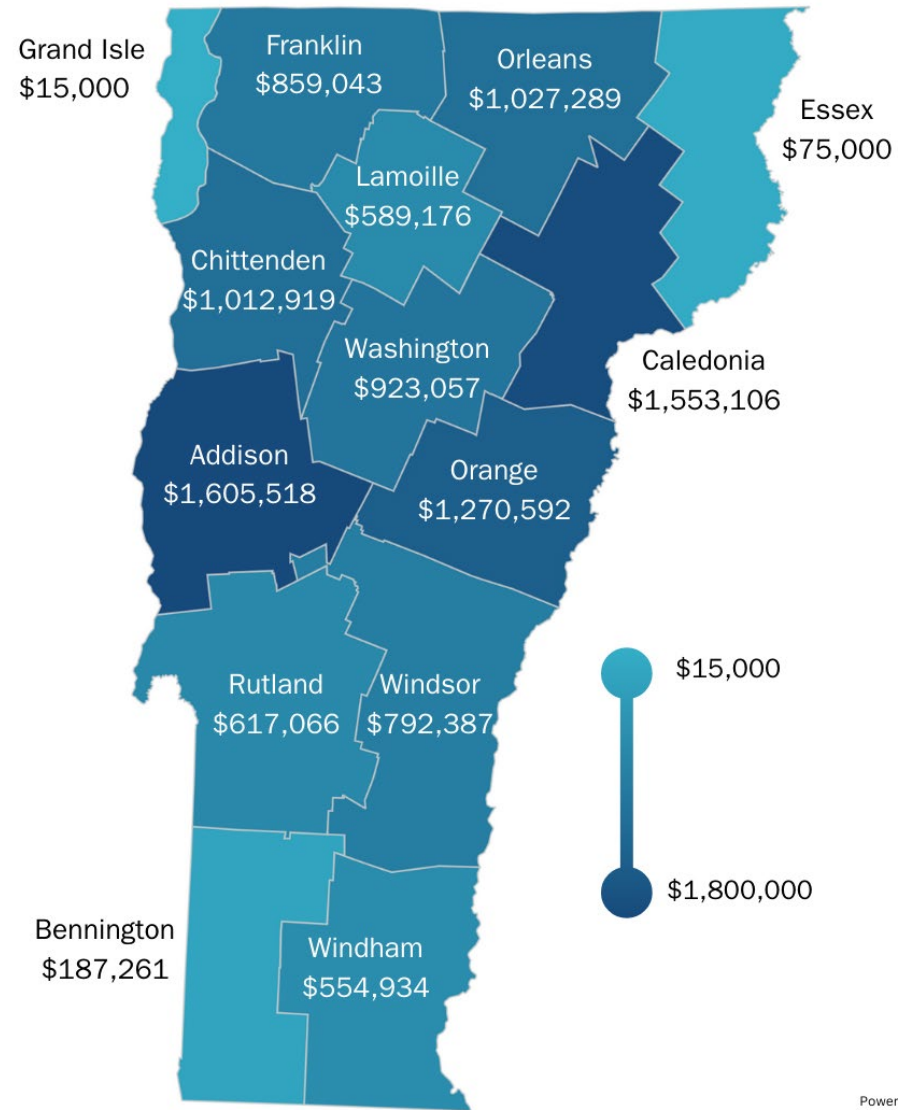 Grand Isle
$15,000
Franklin
$859,043
Orleans
$1,027,289
Essex
$75,000
Lamoille
$589,176
Chittenden
$1,012,919
Washington
$923,057
Caledonia
$1,553,106
Addison
$1,605,518
Orange
$1,270,592
Rutland
$617,066
Windsor
$792,387
$15,000
$1,800,000
Bennington
$187,261
Windham
$554,934
Power